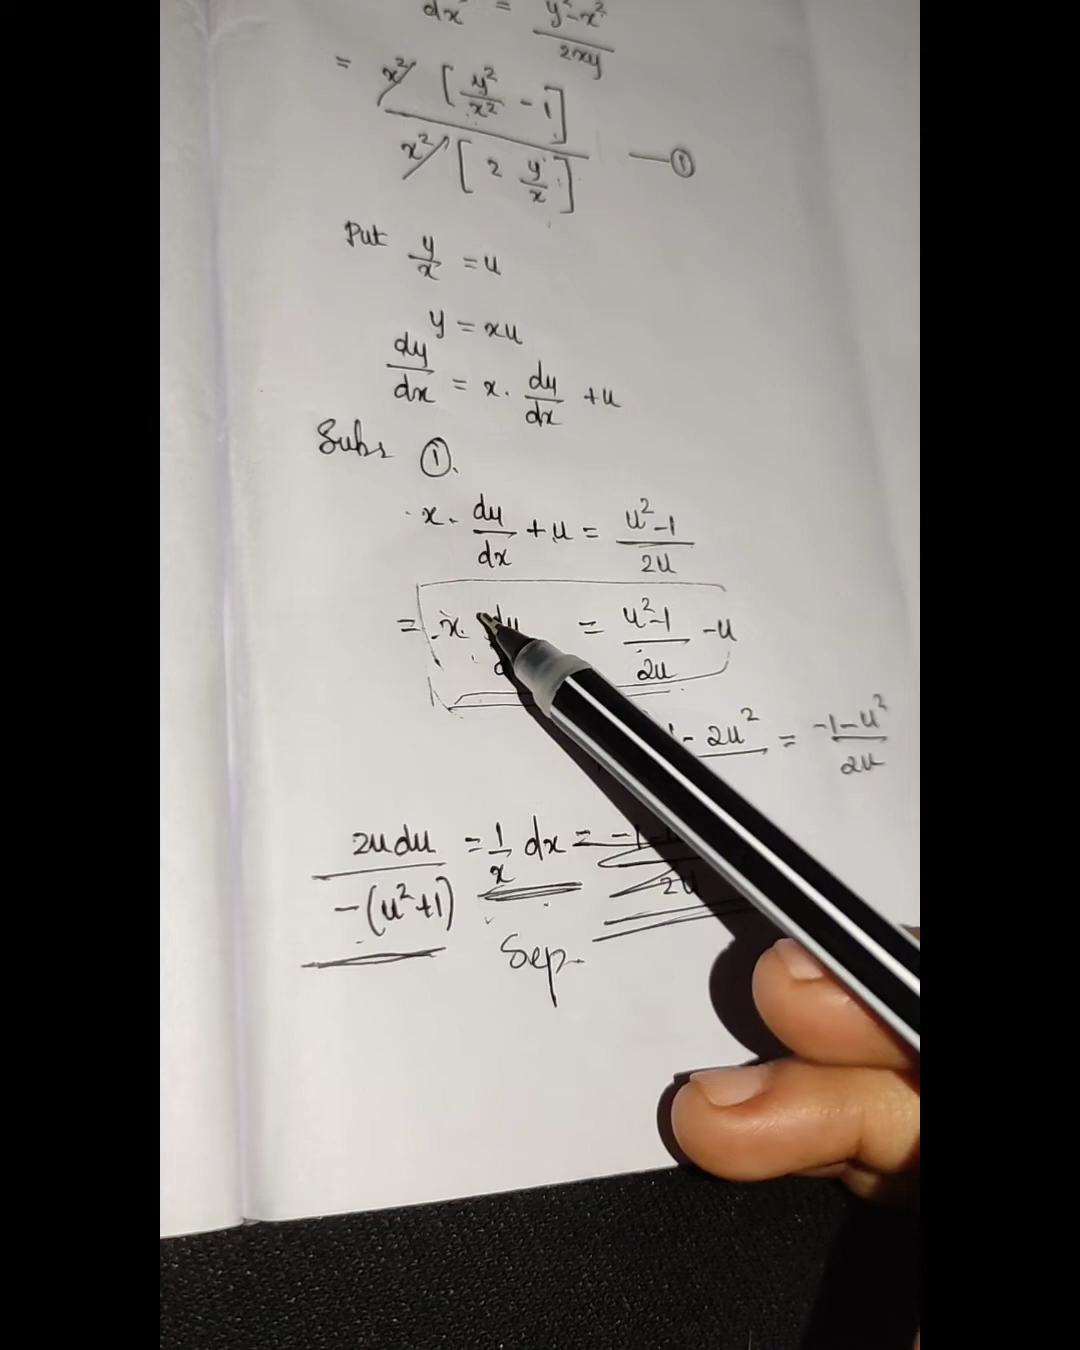 dx = y²-x² / 2xy
= x² [y²/x² - 1] / x² [2 y/x] —①
Put y/x = u
y = xu
dy/dx = x. du/dx + u
Subs ①.
x. du/dx + u = u²-1 / 2u
= x. du = u²-1 / 2u - u
1 - 2u² = -1-u² / 2u
2u du / -(u²+1) = 1/x dx =
Sep.